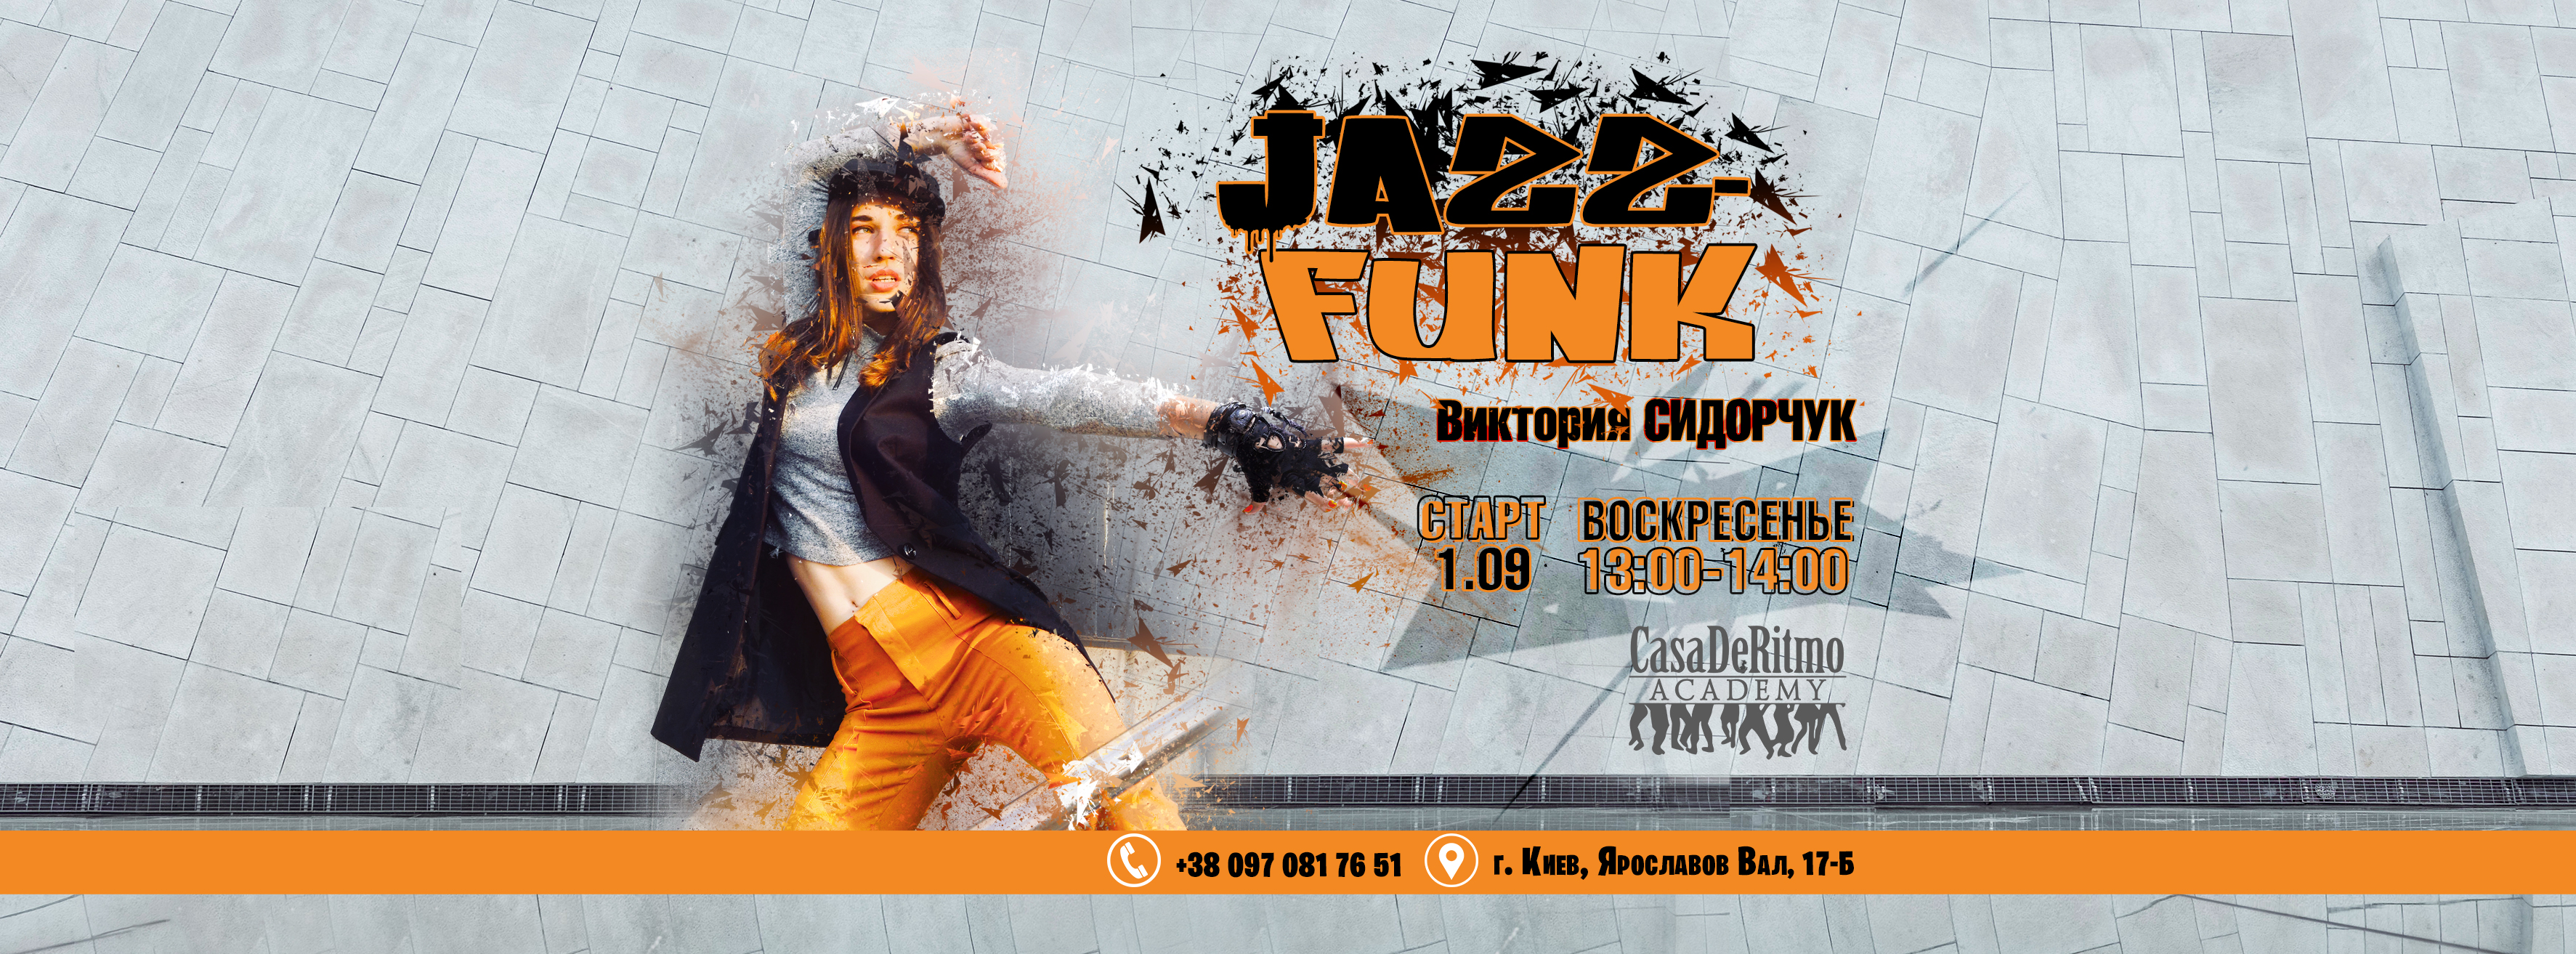 JAZZ-
FUNK
Виктория СИДОРЧУК
СТАРТ ВОСКРЕСЕНЬЕ
1.09 13:00-14:00
CasaDeRitmo
ACADEMY
+38 097 081 76 51 г. Киев, Ярославов Вал, 17-Б